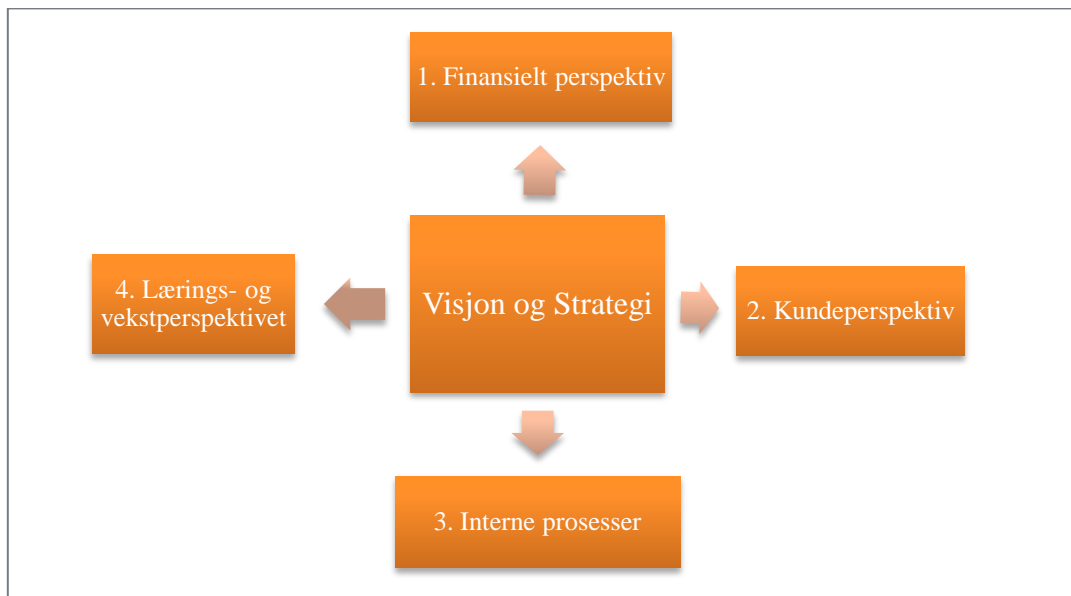 1. Finansielt perspektiv
4. Lærings- og
vekstperspektivet
Visjon og Strategi
2. Kundeperspektiv
3. Interne prosesser